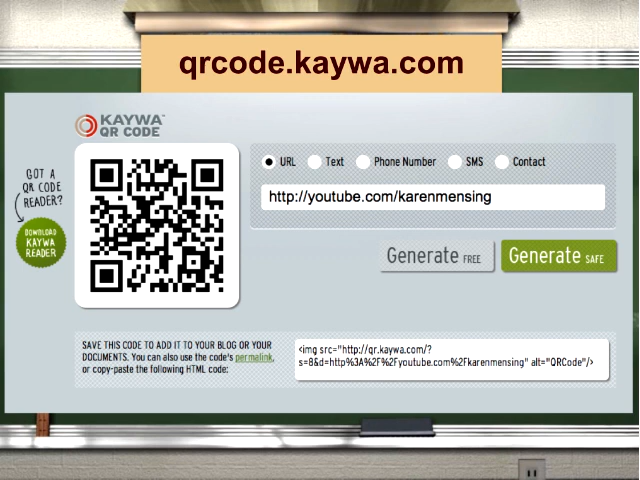 qrcode.kaywa.com
KAYWA
QR CODE
GOT A
QR CODE
READER?
DOWNLOAD
KAYWA
READER
URL Text Phone Number SMS Contact
http://youtube.com/karenmensing
Generate FREE Generate SAFE
SAVE THIS CODE TO ADD IT TO YOUR BLOG OR YOUR
DOCUMENTS. You can also use the code's permalink,
or copy-paste the following HTML code:
<img src="http://qr.kaywa.com/?
s=8&d=http%3A%2F%2Fyoutube.com%2Fkarenmensing" alt="QRCode"/>